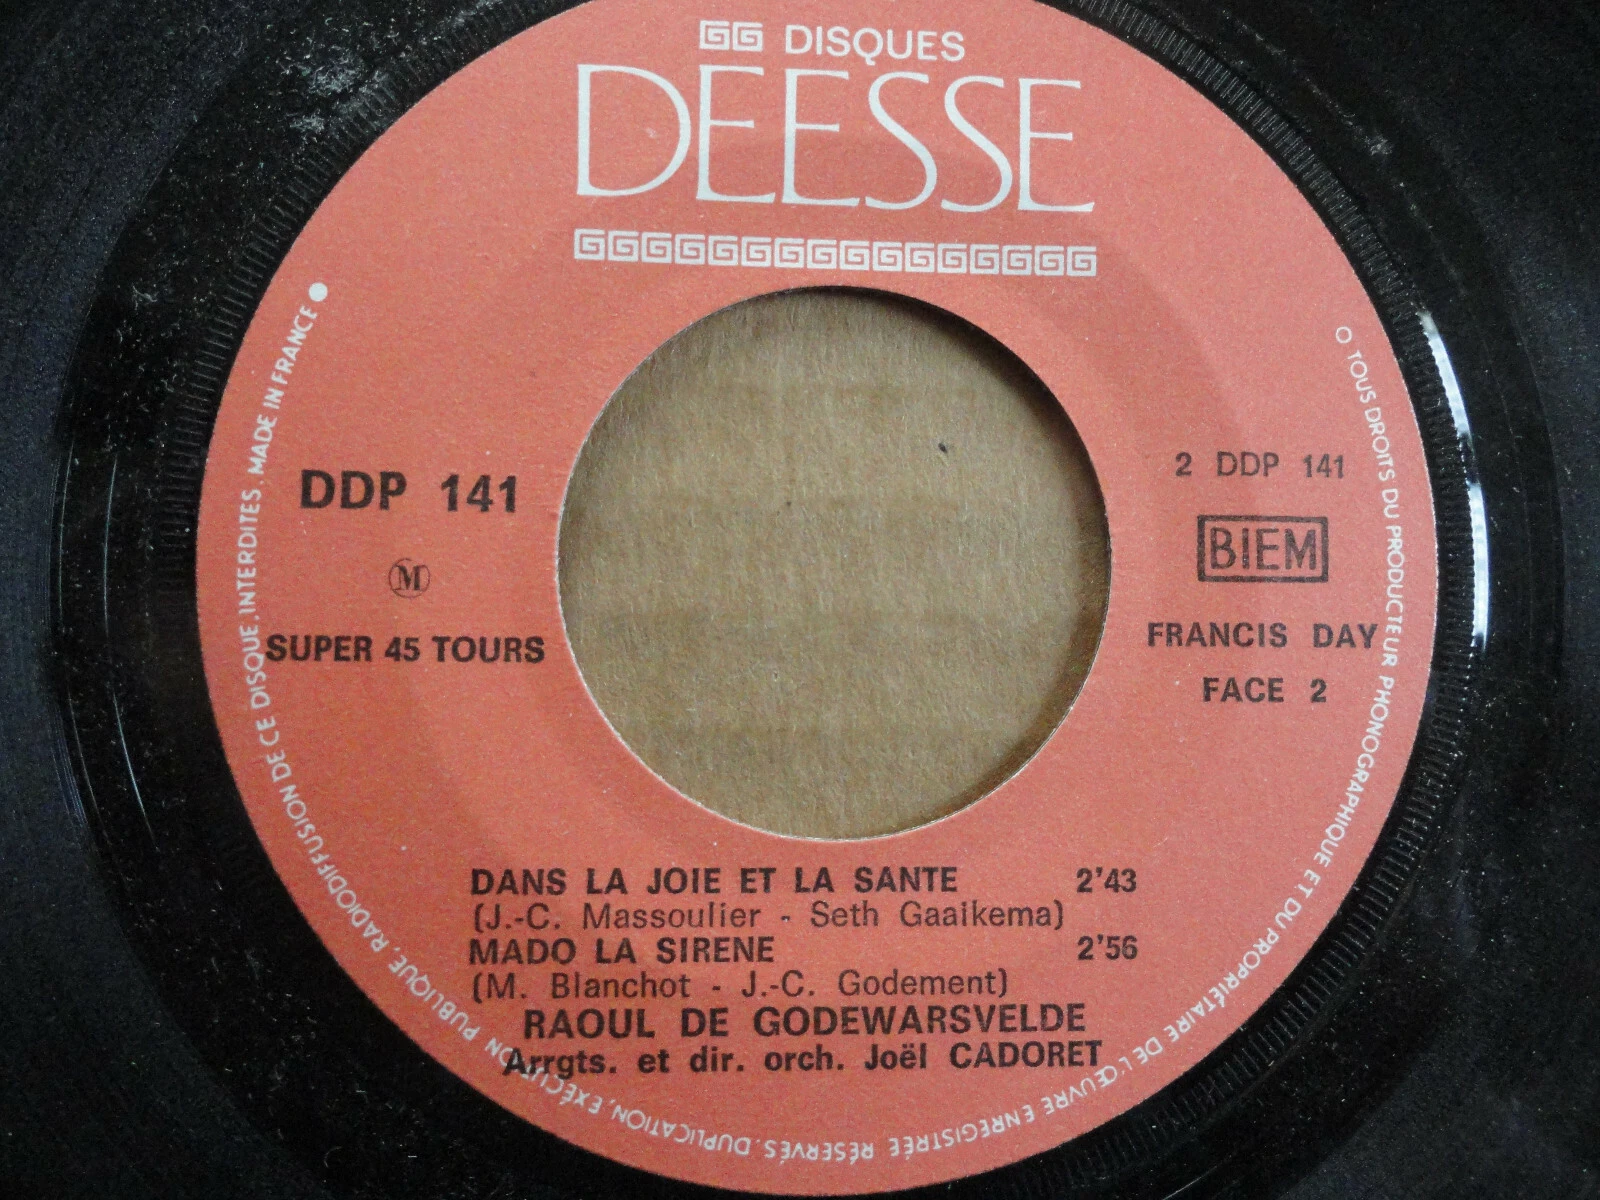 DISQUES
DEESSE
DDP 141
M
SUPER 45 TOURS
2 DDP 141
BIEM
FRANCIS DAY
FACE 2
DANS LA JOIE ET LA SANTE 2'43
(J.-C. Massoulier - Seth Gaaikema)
MADO LA SIRENE 2'56
(M. Blanchot - J.-C. Godement)
RAOUL DE GODEWARSVELDE
Arrgts. et dir. orch. Joël CADORET
O TOUS DROITS DU PRODUCTEUR PHONOGRAPHIQUE ET DU PROPRIÉTAIRE DE L'ŒUVRE ENREGISTRÉE RÉSERVÉS. DUPLICATION, EXÉCUTION PUBLIQUE, RADIODIFFUSION DE CE DISQUE, INTERDITES, MADE IN FRANCE